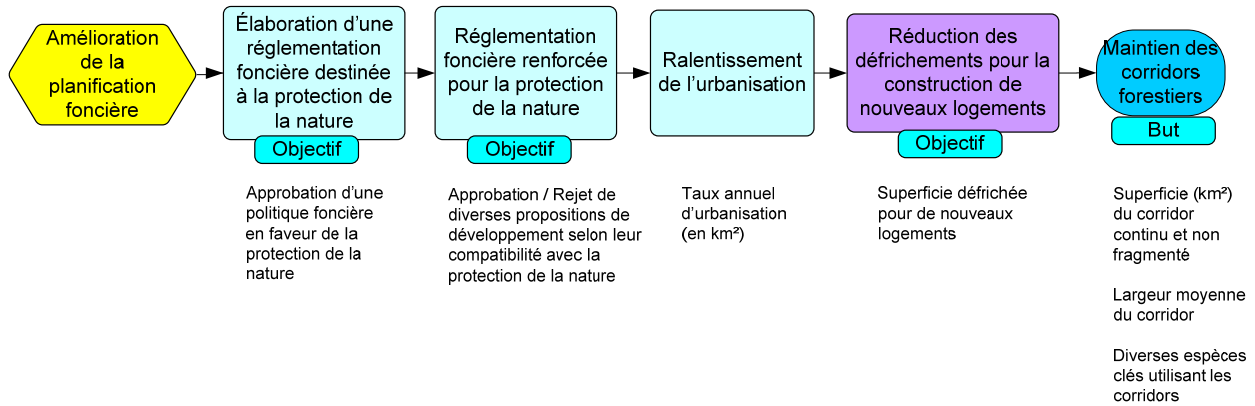 Amélioration
de la
planification
foncière
Élaboration d’une
réglementation
foncière destinée
à la protection de
la nature
Objectif
Réglementation
foncière renforcée
pour la protection
de la nature
Objectif
Ralentissement
de l’urbanisation
Réduction des
défrichements pour la
construction de
nouveaux logements
Objectif
Maintien des
corridors
forestiers
But
Approbation d’une
politique foncière
en faveur de la
protection de la
nature
Approbation / Rejet de
diverses propositions de
développement selon leur
compatibilité avec la
protection de la nature
Taux annuel
d’urbanisation
(en km²)
Superficie défrichée
pour de nouveaux
logements
Superficie (km²)
du corridor
continu et non
fragmenté
Largeur moyenne
du corridor
Diverses espèces
clés utilisant les
corridors